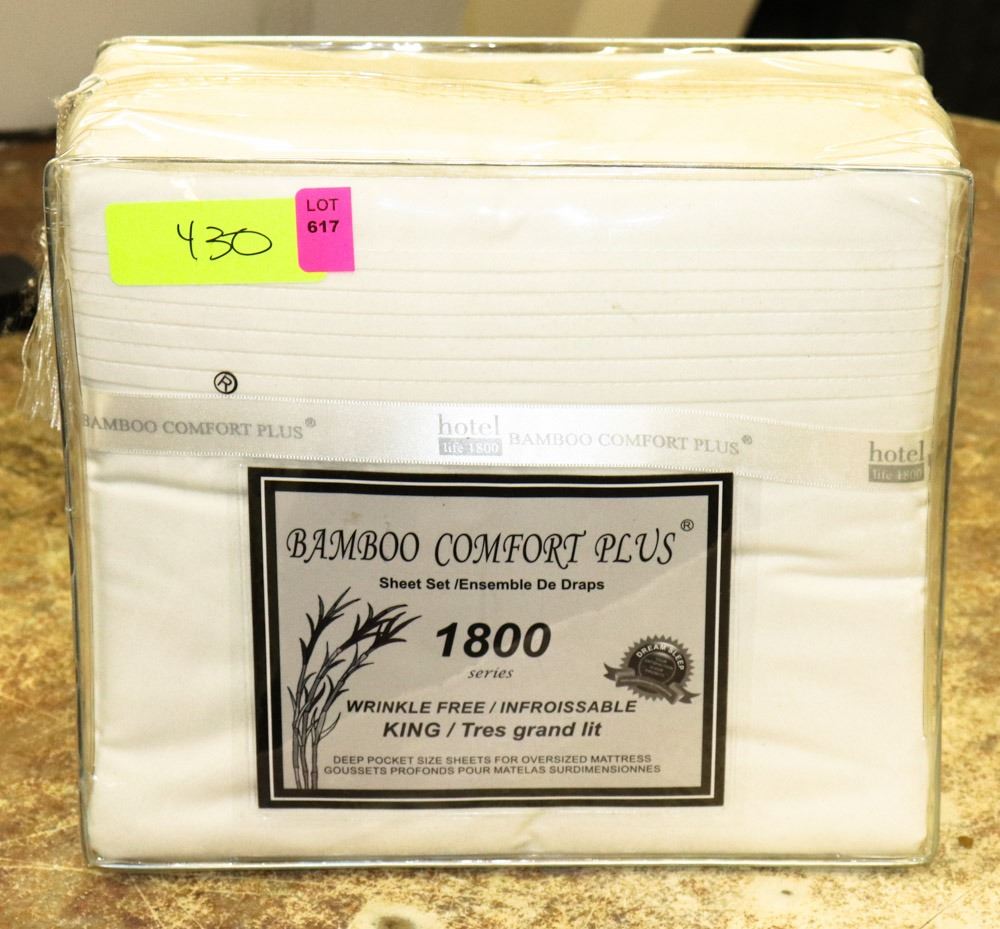 LOT
617
430
®
BAMBOO COMFORT PLUS®
hotel
life 1800
BAMBOO COMFORT PLUS®
hotel
life 1800
BAMBOO COMFORT PLUS®
Sheet Set /Ensemble De Draps
1800
series
DREAM SLEEP
WRINKLE FREE / INFROISSABLE
KING / Tres grand lit
DEEP POCKET SIZE SHEETS FOR OVERSIZED MATTRESS
GOUSSETS PROFONDS POUR MATELAS SURDIMENSIONNES